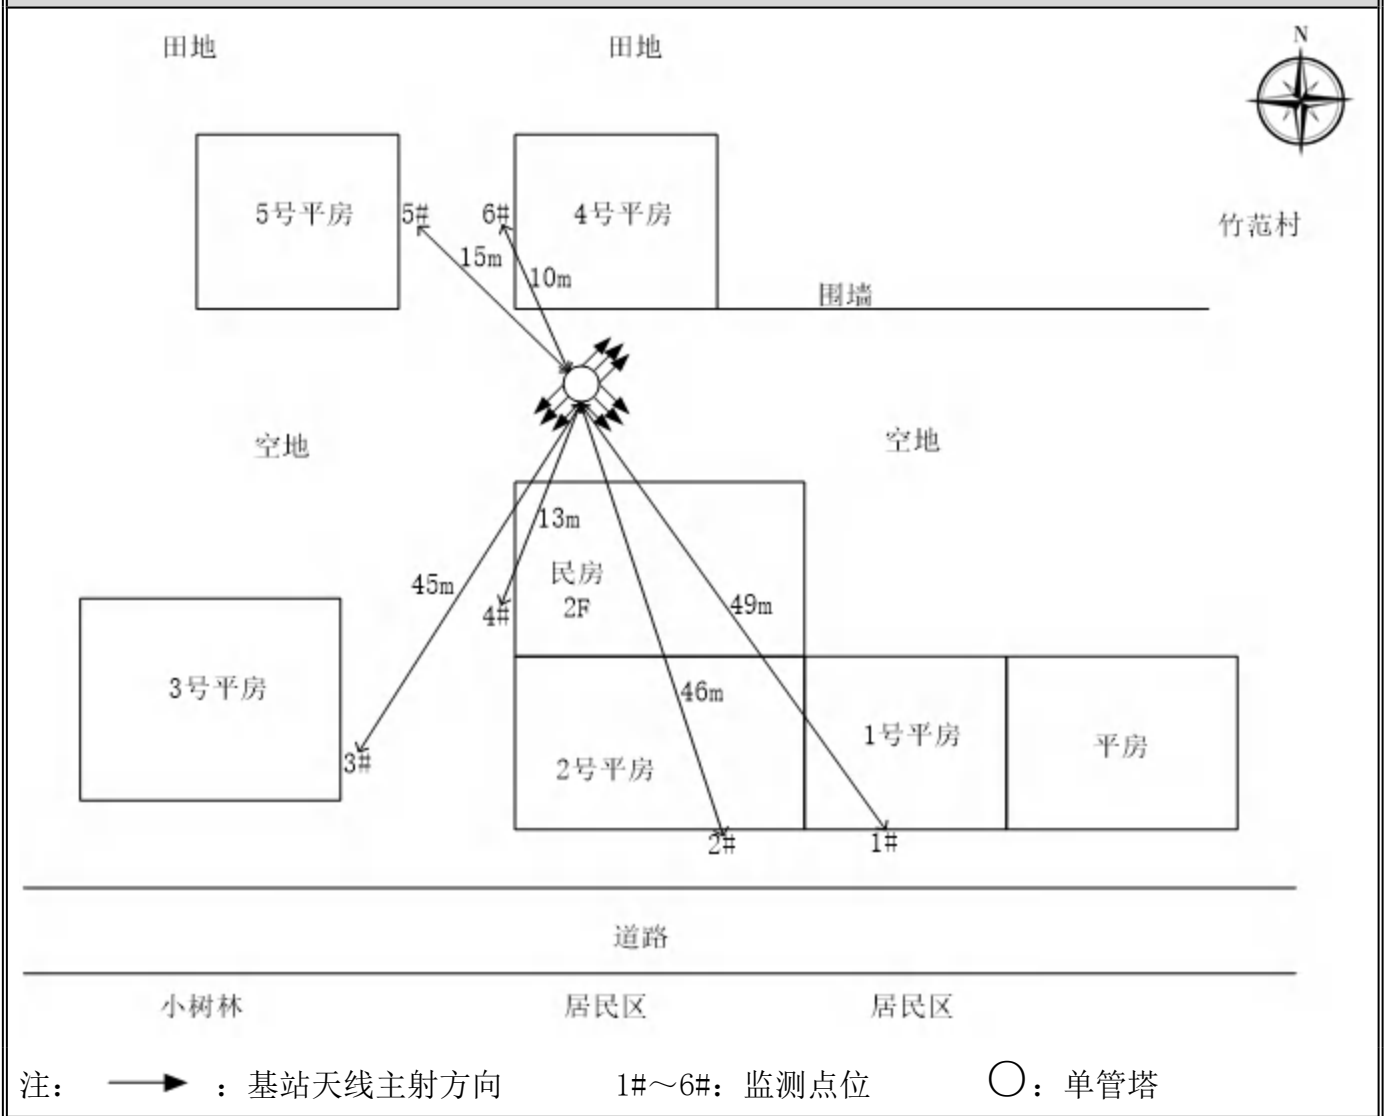 田地
田地
N
5号平房
5#
6#
4号平房
竹范村
15m
10m
围墙
空地
空地
13m
民房
2F
45m
4#
49m
3号平房
46m
1号平房
平房
3#
2号平房
2#
1#
道路
小树林
居民区
居民区
注： ：基站天线主射方向 1#～6#：监测点位 ：单管塔